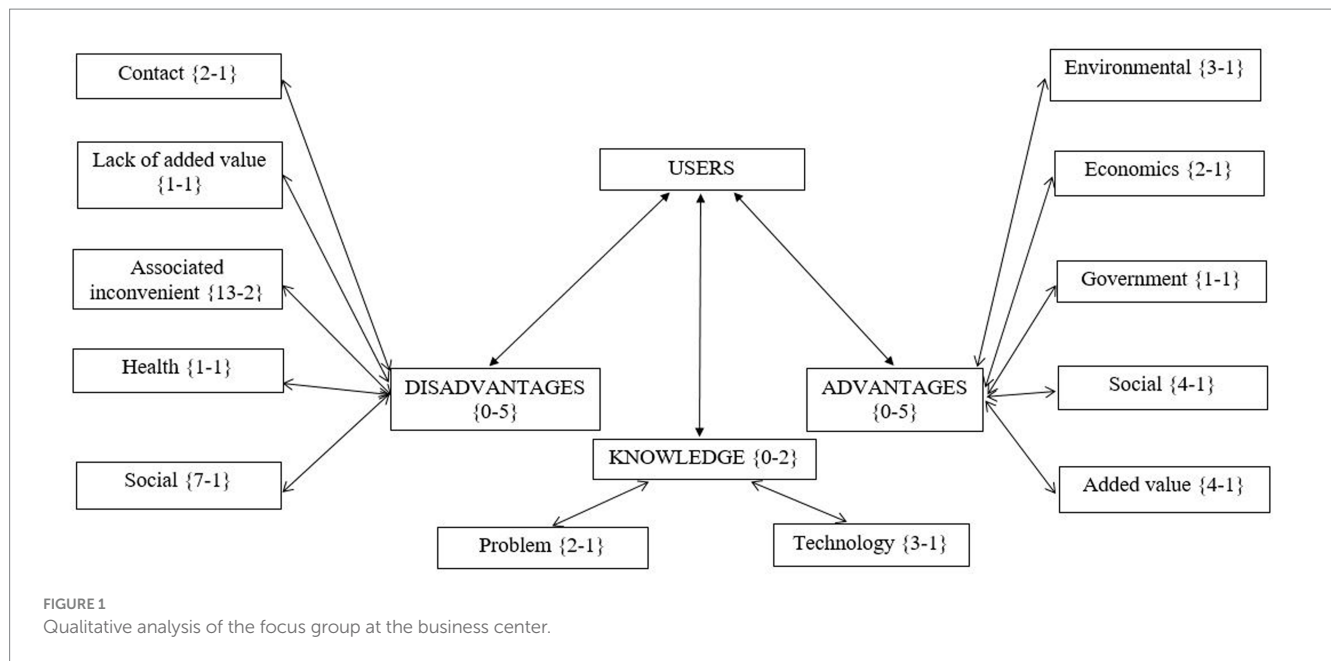 Contact {2-1}
Lack of added value
{1-1}
Associated
inconvenient {13-2}
Health {1-1}
Social {7-1}
USERS
DISADVANTAGES
{0-5}
KNOWLEDGE {0-2}
Problem {2-1}
Technology {3-1}
ADVANTAGES
{0-5}
Environmental {3-1}
Economics {2-1}
Government {1-1}
Social {4-1}
Added value {4-1}
FIGURE 1
Qualitative analysis of the focus group at the business center.